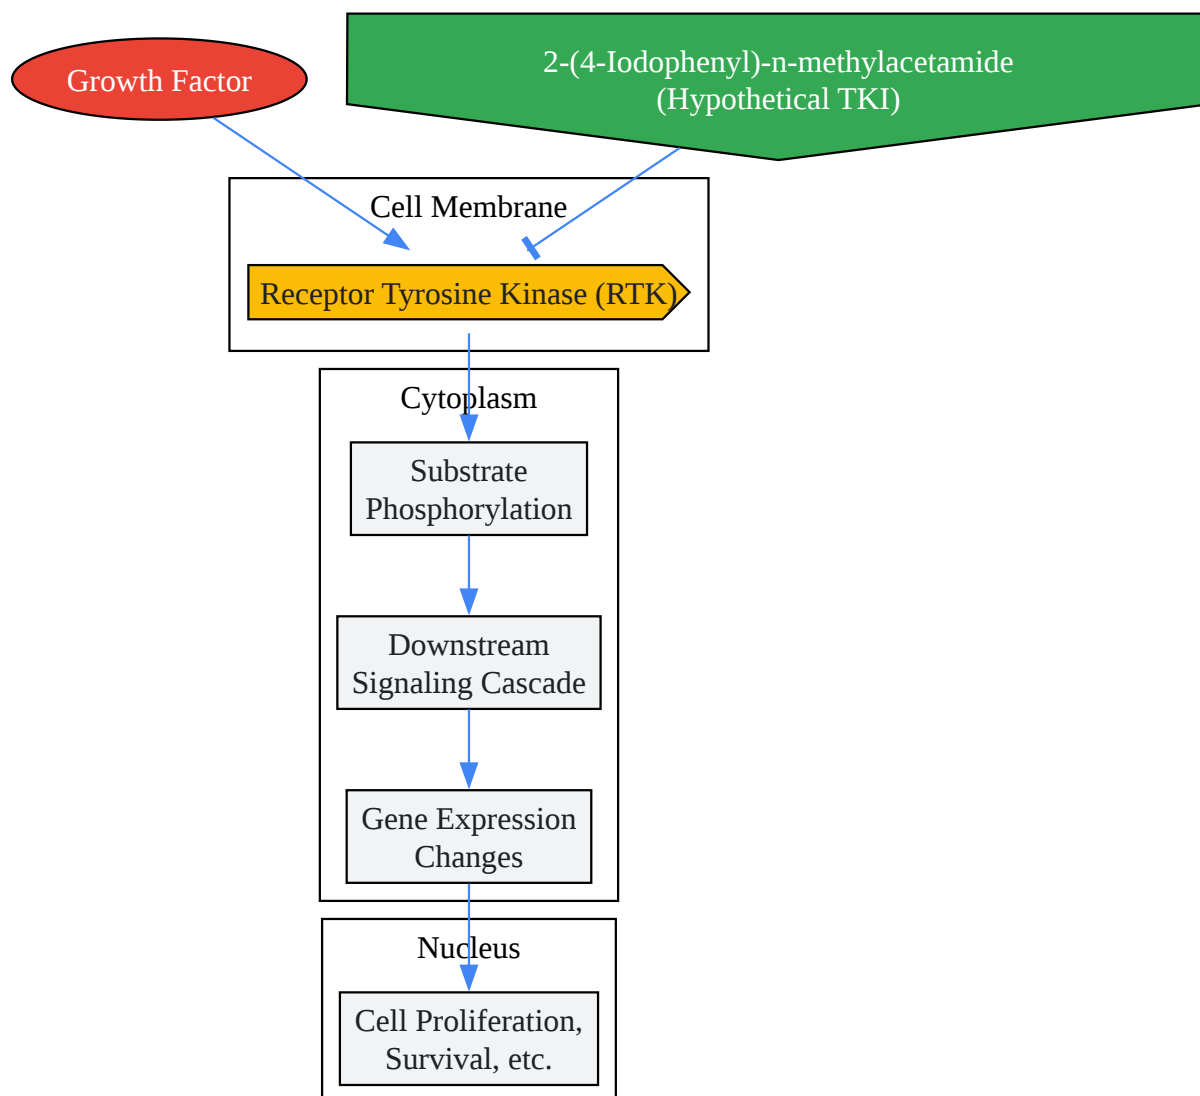 Growth Factor
2-(4-Iodophenyl)-n-methylacetamide
(Hypothetical TKI)
Cell Membrane
Receptor Tyrosine Kinase (RTK)
Cytoplasm
Substrate
Phosphorylation
Downstream
Signaling Cascade
Gene Expression
Changes
Nucleus
Cell Proliferation,
Survival, etc.